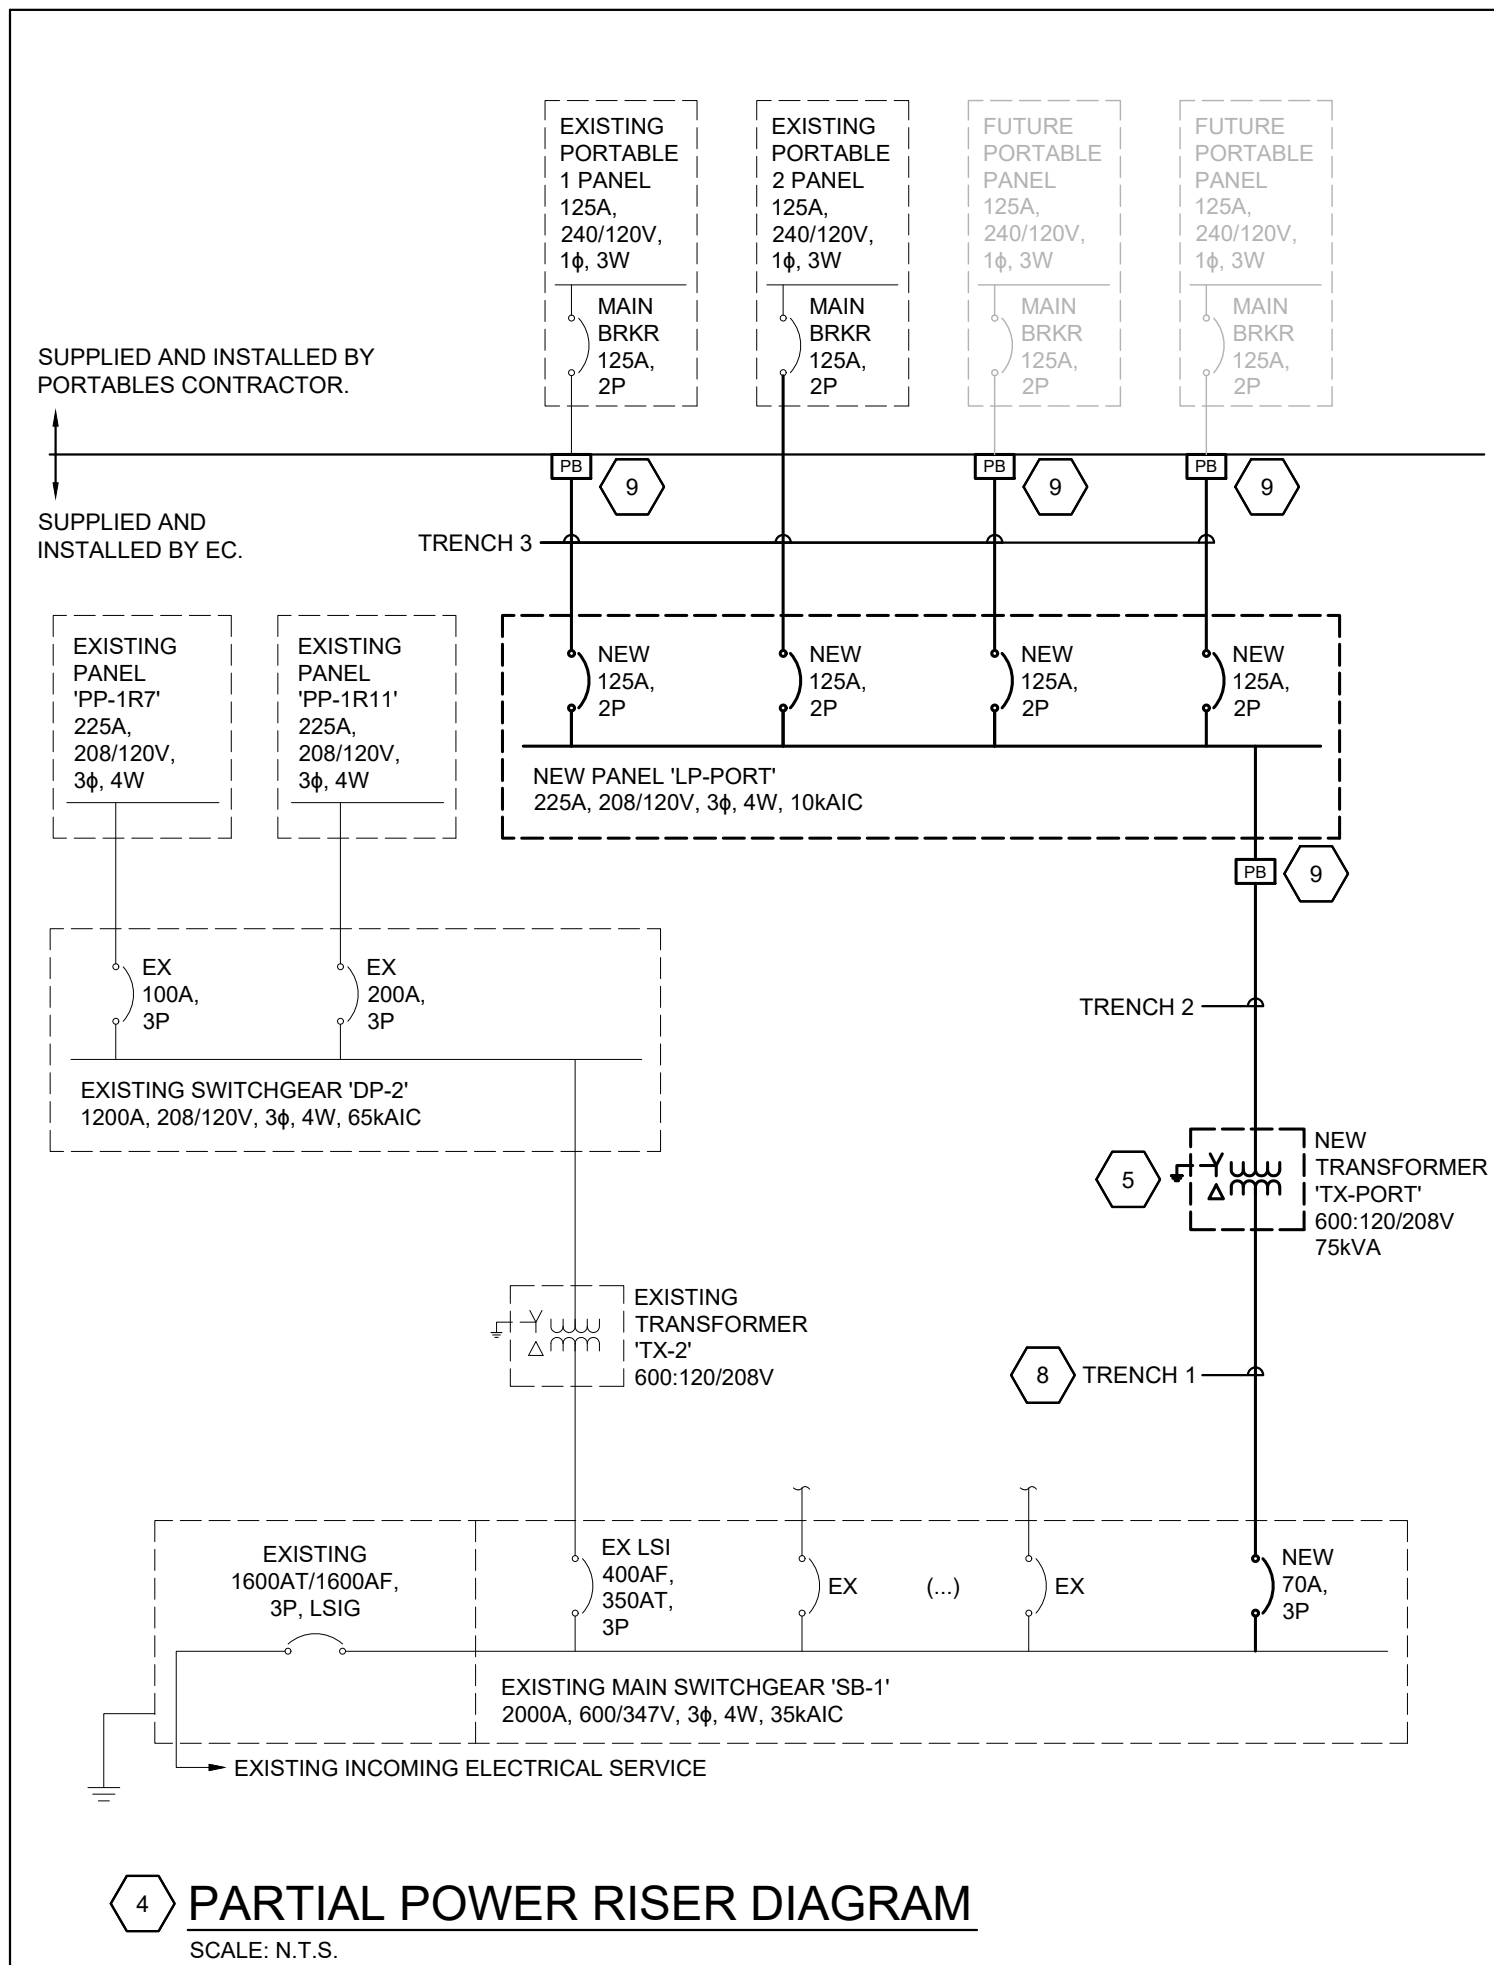 EXISTING
PORTABLE
1 PANEL
125A,
240/120V,
1ϕ, 3W
MAIN
BRKR
125A,
2P
EXISTING
PORTABLE
2 PANEL
125A,
240/120V,
1ϕ, 3W
MAIN
BRKR
125A,
2P
FUTURE
PORTABLE
PANEL
125A,
240/120V,
1ϕ, 3W
MAIN
BRKR
125A,
2P
FUTURE
PORTABLE
PANEL
125A,
240/120V,
1ϕ, 3W
MAIN
BRKR
125A,
2P
SUPPLIED AND INSTALLED BY
PORTABLES CONTRACTOR.
PB
9
PB
9
PB
9
SUPPLIED AND
INSTALLED BY EC.
TRENCH 3
EXISTING
PANEL
'PP-1R7'
225A,
208/120V,
3ϕ, 4W
EXISTING
PANEL
'PP-1R11'
225A,
208/120V,
3ϕ, 4W
NEW
125A,
2P
NEW
125A,
2P
NEW
125A,
2P
NEW
125A,
2P
NEW PANEL 'LP-PORT'
225A, 208/120V, 3ϕ, 4W, 10kAIC
PB
9
EX
100A,
3P
EX
200A,
3P
TRENCH 2
EXISTING SWITCHGEAR 'DP-2'
1200A, 208/120V, 3ϕ, 4W, 65kAIC
5
NEW
TRANSFORMER
'TX-PORT'
600:120/208V
75kVA
EXISTING
TRANSFORMER
'TX-2'
600:120/208V
8
TRENCH 1
EXISTING
1600AT/1600AF,
3P, LSIG
EX LSI
400AF,
350AT,
3P
EX
(...)
EX
NEW
70A,
3P
EXISTING MAIN SWITCHGEAR 'SB-1'
2000A, 600/347V, 3ϕ, 4W, 35kAIC
EXISTING INCOMING ELECTRICAL SERVICE
4
PARTIAL POWER RISER DIAGRAM
SCALE: N.T.S.